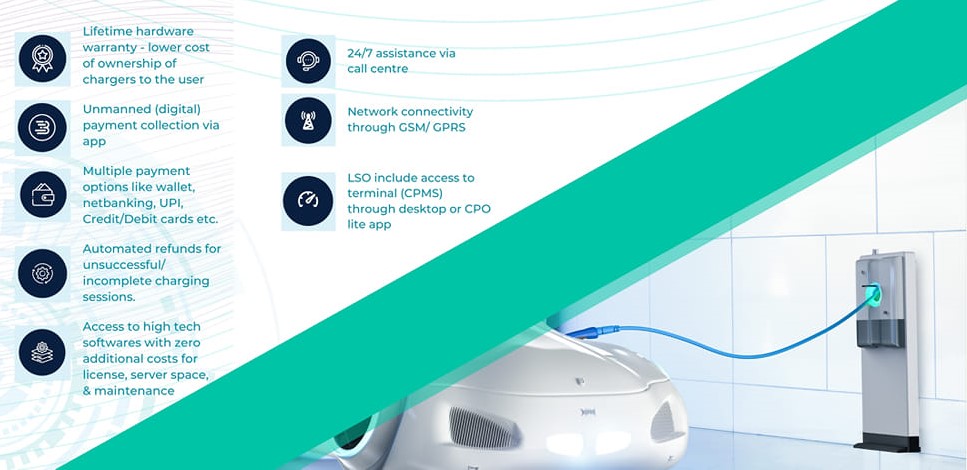 Lifetime hardware
warranty - lower cost
of ownership of
chargers to the user
Unmanned (digital)
payment collection via
app
Multiple payment
options like wallet,
netbanking, UPI,
Credit/Debit cards etc.
Automated refunds for
unsuccessful/
incomplete charging
sessions.
Access to high tech
softwares with zero
additional costs for
license, server space,
& maintenance
24/7 assistance via
call centre
Network connectivity
through GSM/ GPRS
LSO include access to
terminal (CPMS)
through desktop or CPO
lite app